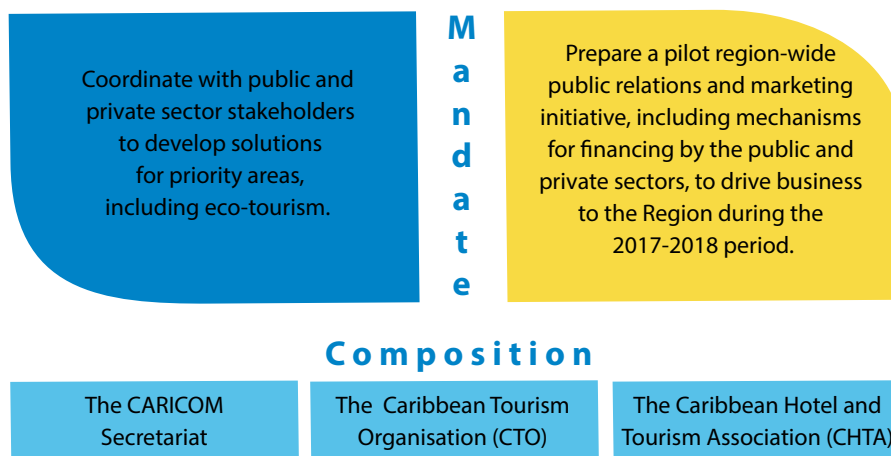 Coordinate with public and
private sector stakeholders
to develop solutions
for priority areas,
including eco-tourism.
Mandate
Prepare a pilot region-wide
public relations and marketing
initiative, including mechanisms
for financing by the public and
private sectors, to drive business
to the Region during the
2017-2018 period.
Composition
The CARICOM
Secretariat
The Caribbean Tourism
Organisation (CTO)
The Caribbean Hotel and
Tourism Association (CHTA)